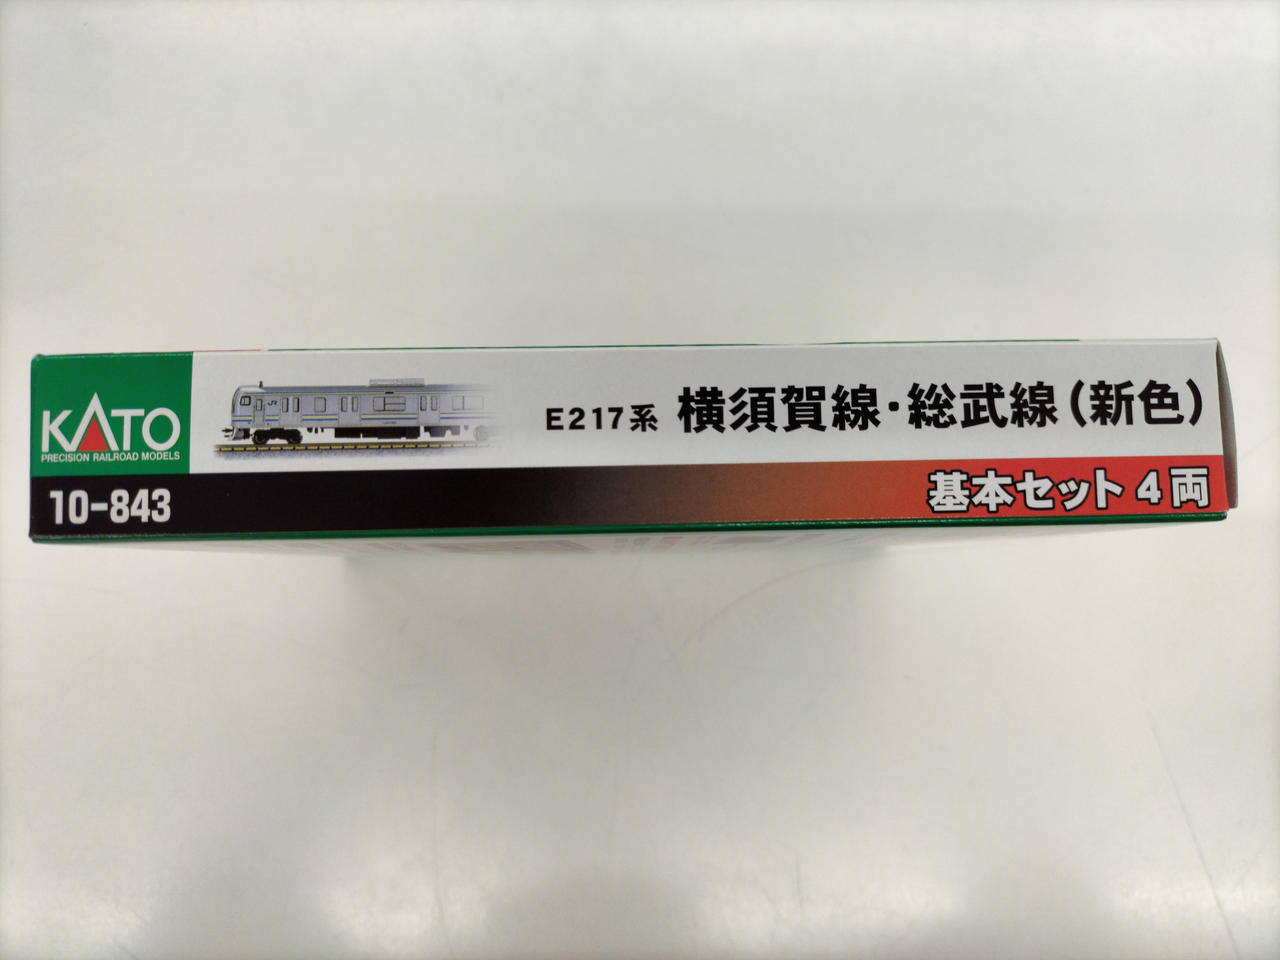 KATO
PRECISION RAILROAD MODELS
10-843
E217系 横須賀線・総武線(新色)
基本セット 4両